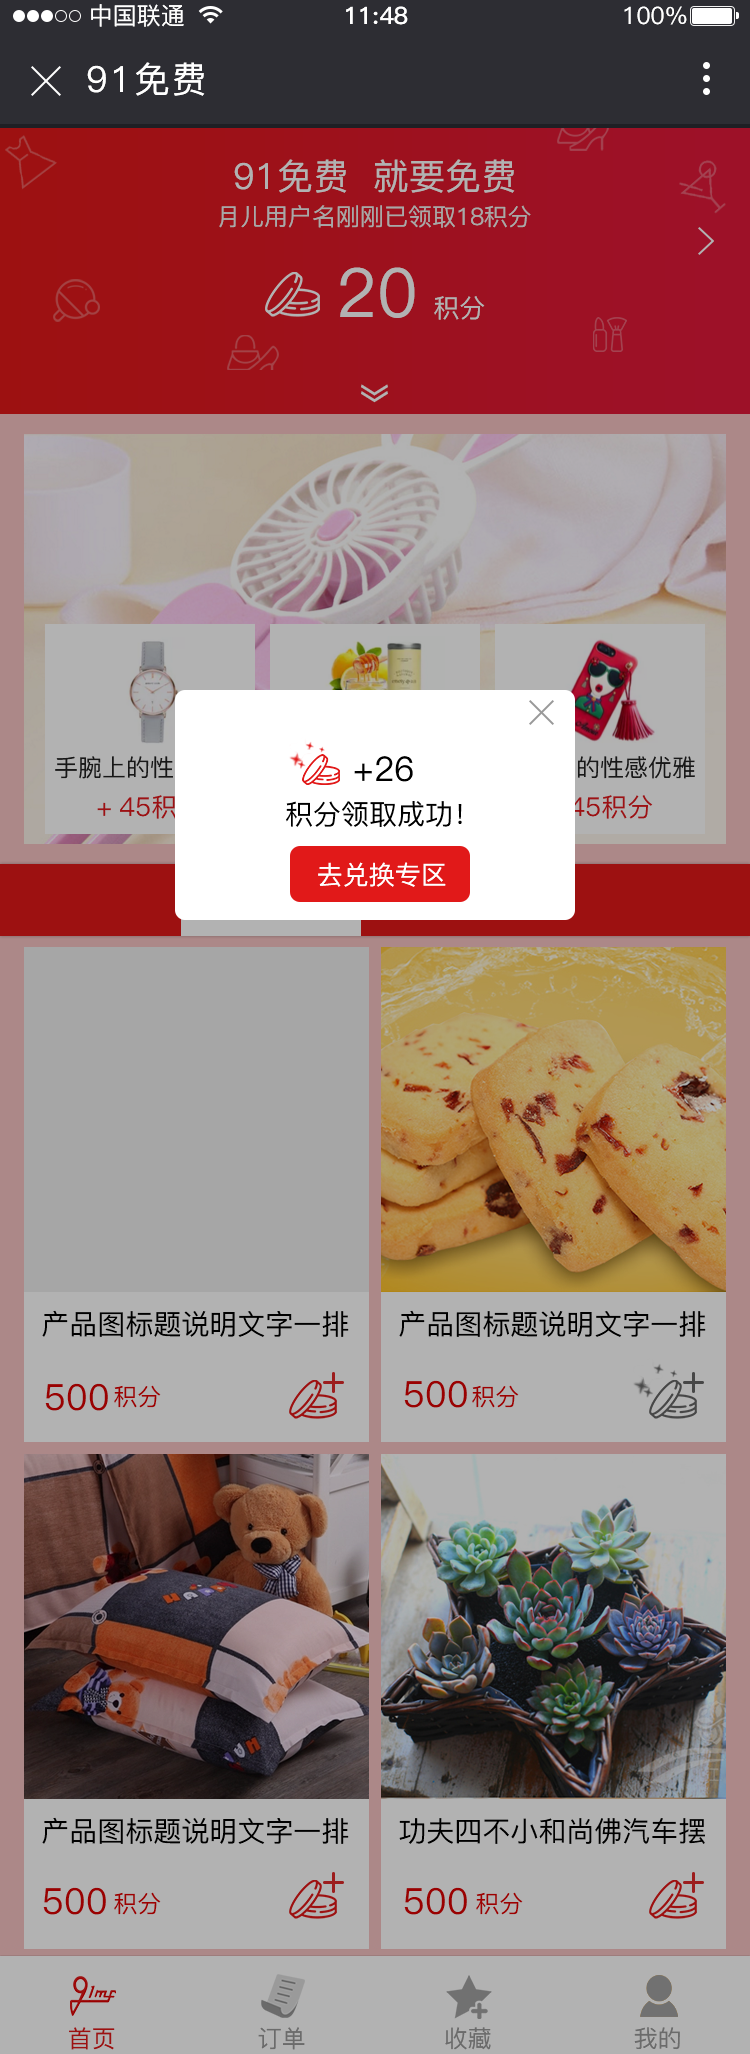 中国联通
11:48
100%
91免费
91免费 就要免费
月儿用户名刚刚已领取18积分
20 积分
手腕上的性
+ 45积
的性感优雅
45积分
+26
积分领取成功！
去兑换专区
产品图标题说明文字一排
500积分
产品图标题说明文字一排
500积分
产品图标题说明文字一排
500 积分
功夫四不小和尚佛汽车摆
500 积分
91mf
首页
订单
收藏
我的